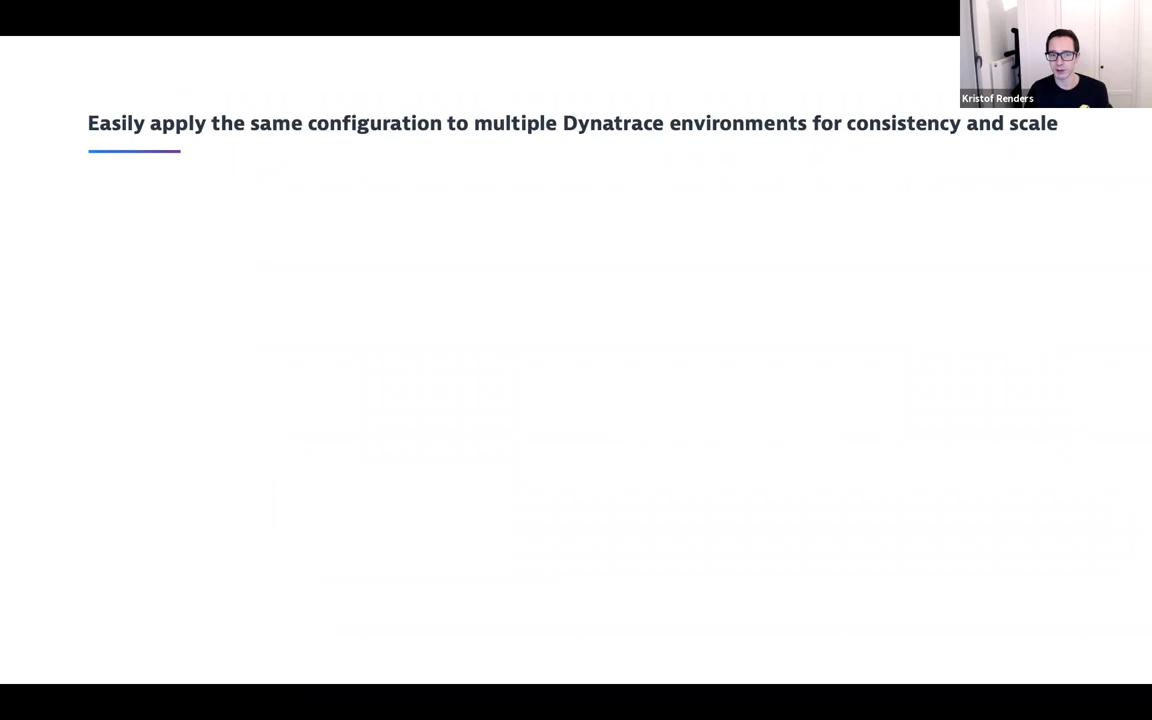 Kristof Renders
Easily apply the same configuration to multiple Dynatrace environments for consistency and scale